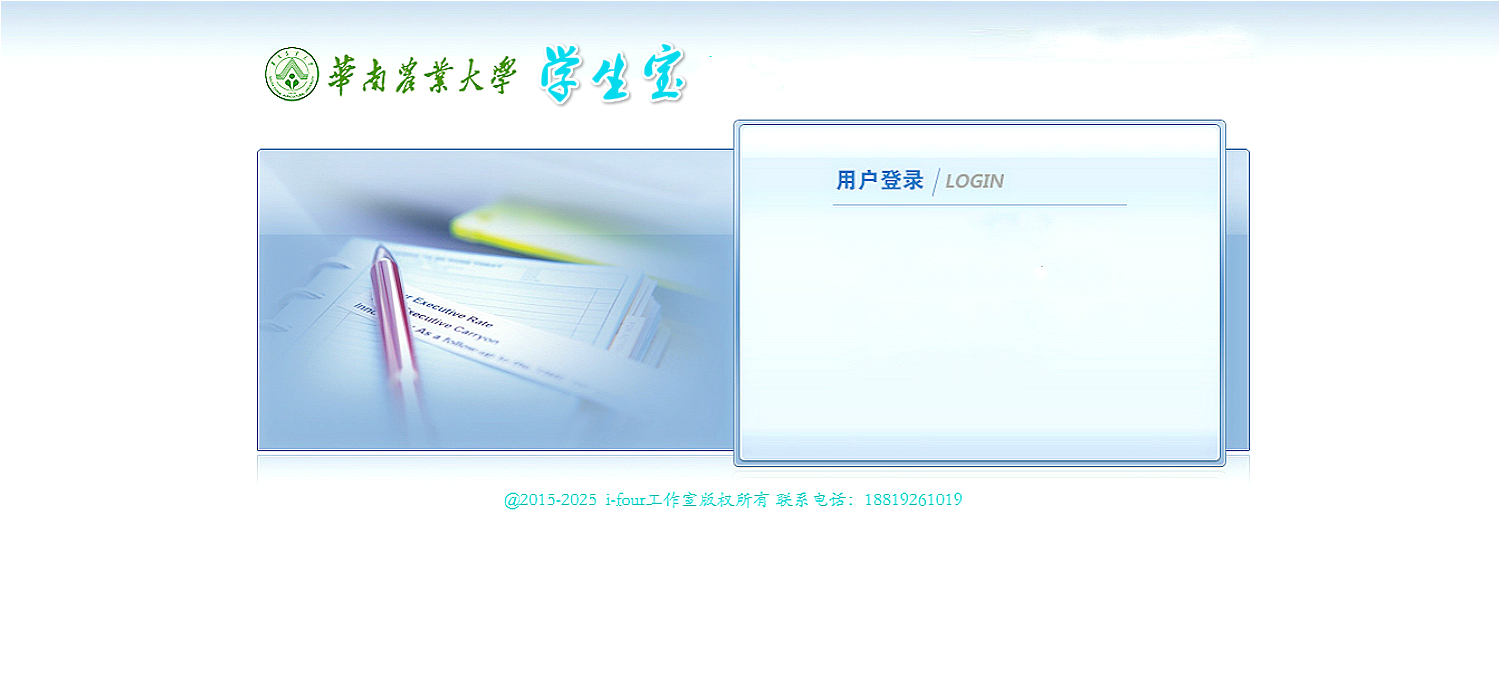 華南農業大學 学生宝
用户登录 / LOGIN
Executive Rate
Executive Carryon
As a follow-up to the
@2015-2025 i-four工作室版权所有 联系电话：18819261019